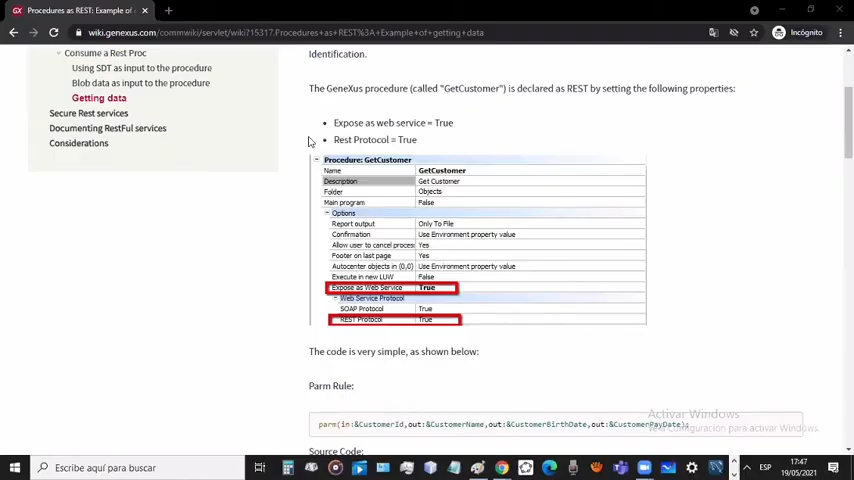 Procedures as REST: Example of
wiki.genexus.com/commwiki/servlet/wiki?15317,Procedures+as+REST%3A+Example+of+getting+data
Incógnito
Consume a Rest Proc
Using SDT as input to the procedure
Blob data as input to the procedure
Getting data
Secure Rest services
Documenting RestFul services
Considerations
Identification.
The GeneXus procedure (called "GetCustomer") is declared as REST by setting the following properties:
• Expose as web service = True
• Rest Protocol = True
Procedure: GetCustomer
Name GetCustomer
Description Get Customer
Folder Objects
Main program False
Options
Report output Only To File
Confirmation Use Environment property value
Allow user to cancel proces Yes
Footer on last page Yes
Autocenter objects in (0,0) Use Environment property value
Execute in new LUW False
Expose as Web Service True
Web Service Protocol
SOAP Protocol True
REST Protocol True
The code is very simple, as shown below:
Parm Rule:
parm(in:&CustomerId,out:&CustomerName,out:&CustomerBirthDate,out:&CustomerPayDate);
Source Code:
Activar Windows
Ve a Configuración para activar Windows.
Escribe aquí para buscar
ESP
17:47
19/05/2021